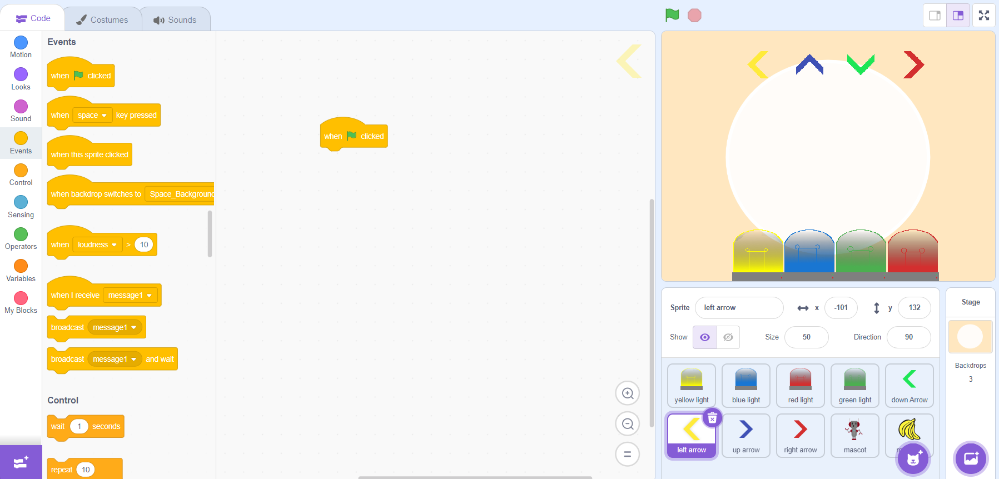 Code
Costumes
Sounds
Motion
Looks
Sound
Events
Control
Sensing
Operators
Variables
My Blocks
Events
when clicked
when space key pressed
when this sprite clicked
when backdrop switches to Space_Background
when loudness > 10
when I receive message1
broadcast message1
broadcast message1 and wait
Control
wait 1 seconds
repeat 10
when clicked
Sprite left arrow x -101 y 132
Show Size 50 Direction 90
yellow light
blue light
red light
green light
down Arrow
left arrow
up arrow
right arrow
mascot
Stage
Backdrops
3